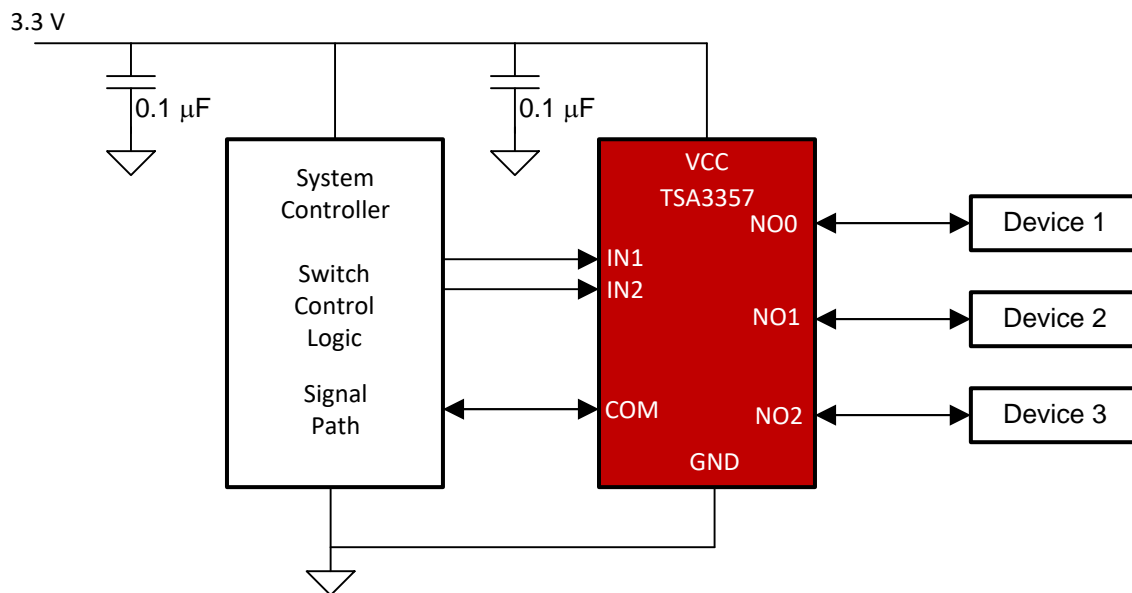 3.3 V
0.1 μF
0.1 μF
System
Controller
Switch
Control
Logic
Signal
Path
VCC
TSA3357
NO0
IN1
IN2
NO1
COM
NO2
GND
Device 1
Device 2
Device 3